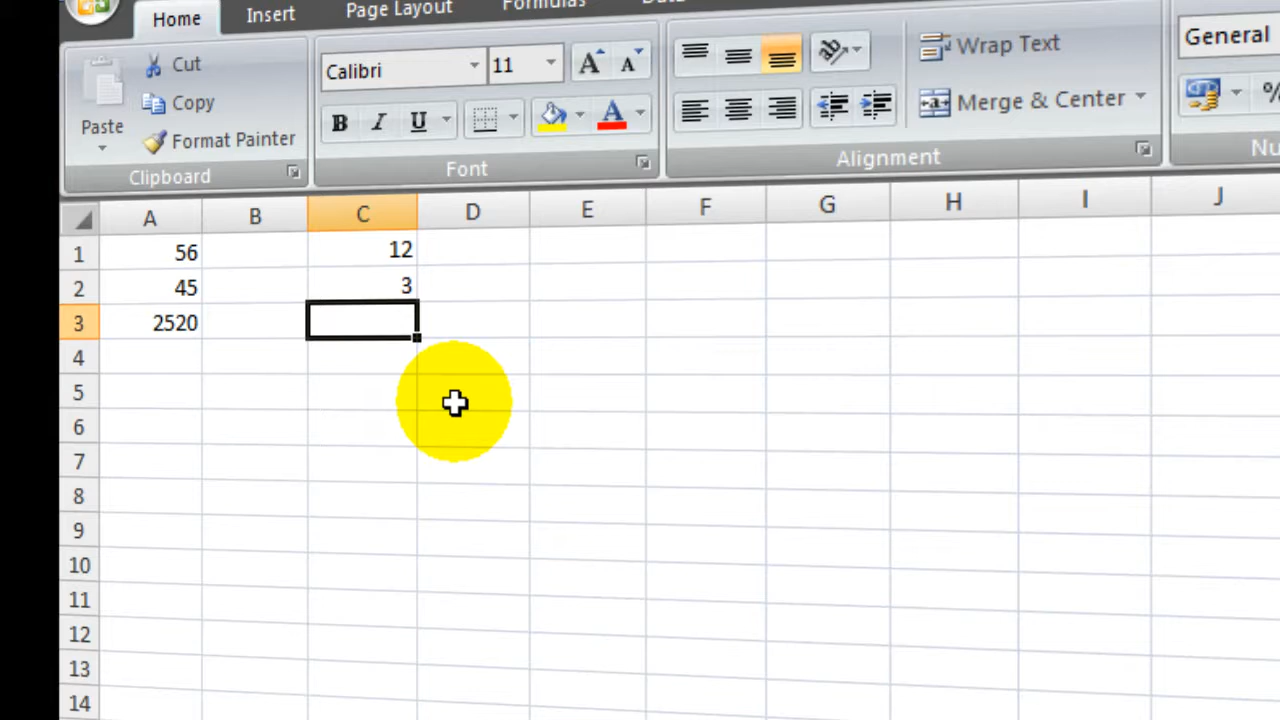 Home Insert Page Layout Formulas
Cut
Copy
Format Painter
Paste
Clipboard
Calibri 11
B I U
Font
Wrap Text
Merge & Center
Alignment
General
%
A B C D E F G H I J
1 56 12
2 45 3
3 2520
4
5
6
7
8
9
10
11
12
13
14